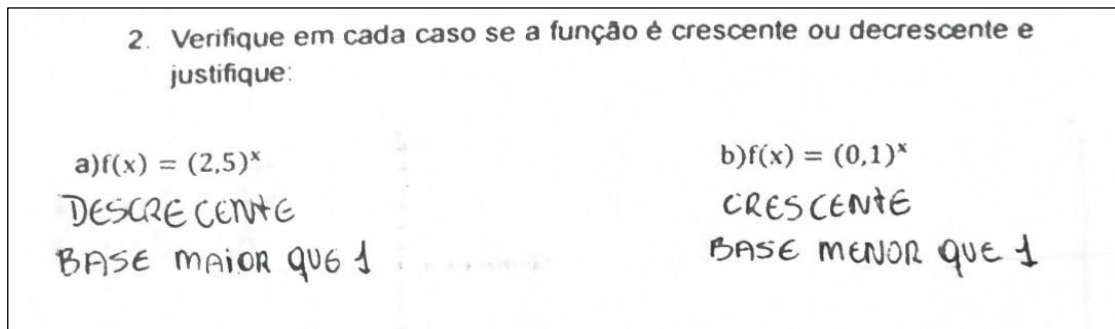 2. Verifique em cada caso se a função é crescente ou decrescente e
justifique:
a)f(x) = (2,5)ˣ
b)f(x) = (0,1)ˣ
DESCRECENTE
CRESCENTE
BASE MAIOR QUE 1
BASE MENOR QUE 1